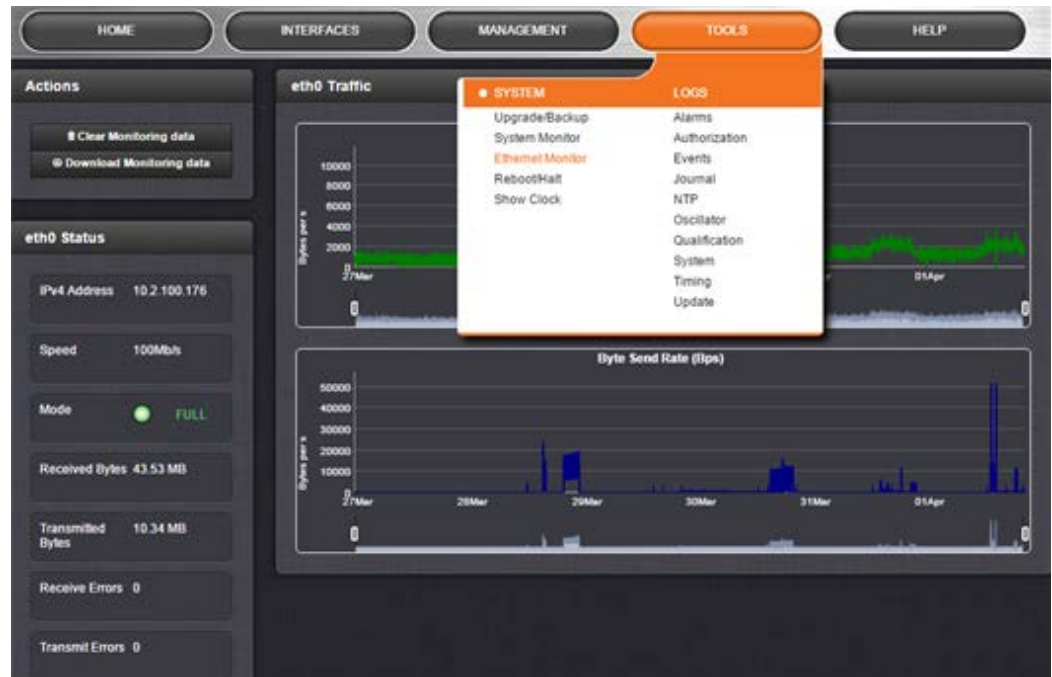 HOME
INTERFACES
MANAGEMENT
TOOLS
HELP
Actions
Clear Monitoring data
Download Monitoring data
eth0 Status
IPv4 Address 10.2.100.176
Speed 100Mb/s
Mode FULL
Received Bytes 43.53 MB
Transmitted Bytes 10.34 MB
Receive Errors 0
Transmit Errors 0
eth0 Traffic
SYSTEM
Upgrade/Backup
System Monitor
Ethernet Monitor
Reboot/Halt
Show Clock
LOGS
Alarms
Authorization
Events
Journal
NTP
Oscillator
Qualification
System
Timing
Update
Bytes per s
10000
8000
6000
4000
2000
0
27Mar
01Apr
Byte Send Rate (Bps)
Bytes per s
50000
40000
30000
20000
10000
0
27Mar 28Mar 29Mar 30Mar 31Mar 01Apr